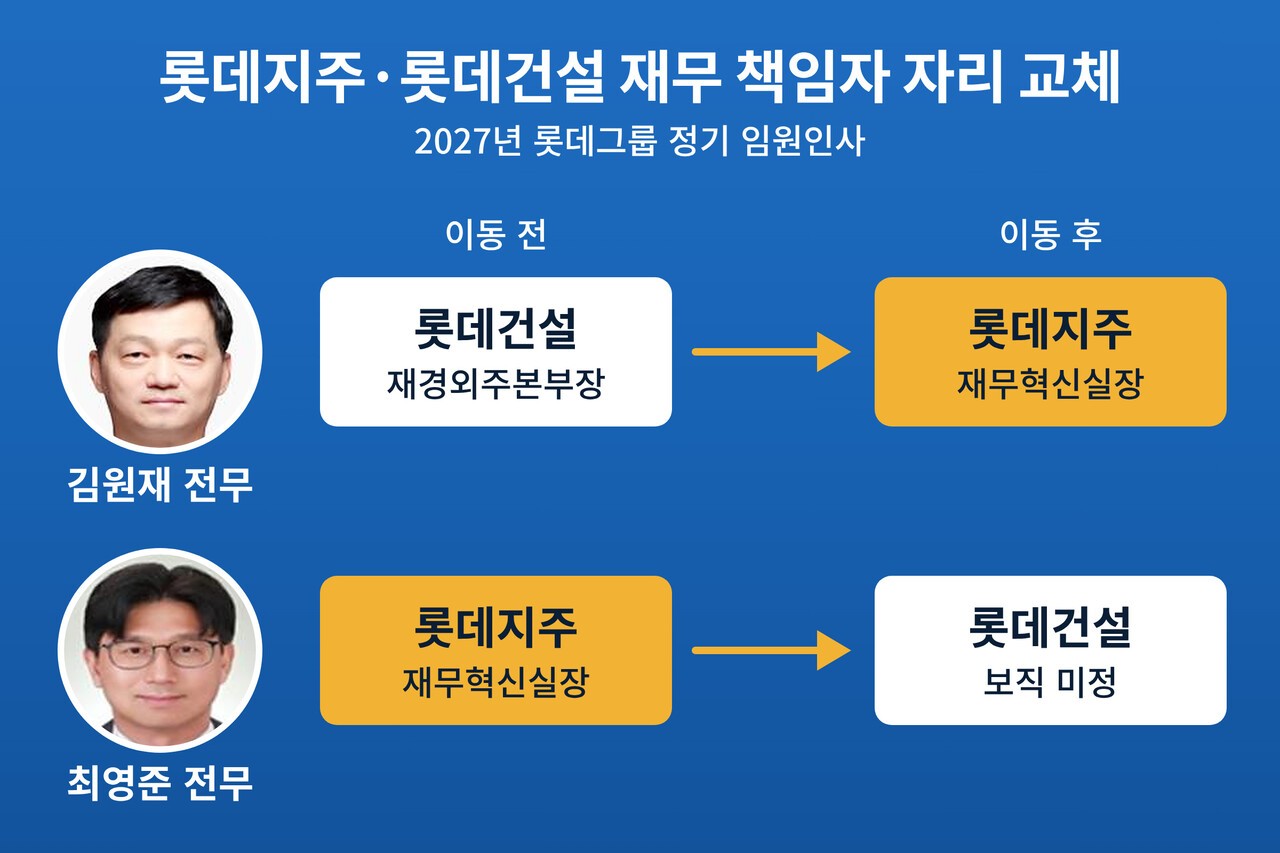 롯데지주·롯데건설 재무 책임자 자리 교체
2027년 롯데그룹 정기 임원인사
이동 전
이동 후
롯데건설
재경외주본부장
롯데지주
재무혁신실장
김원재 전무
롯데지주
재무혁신실장
롯데건설
보직 미정
최영준 전무